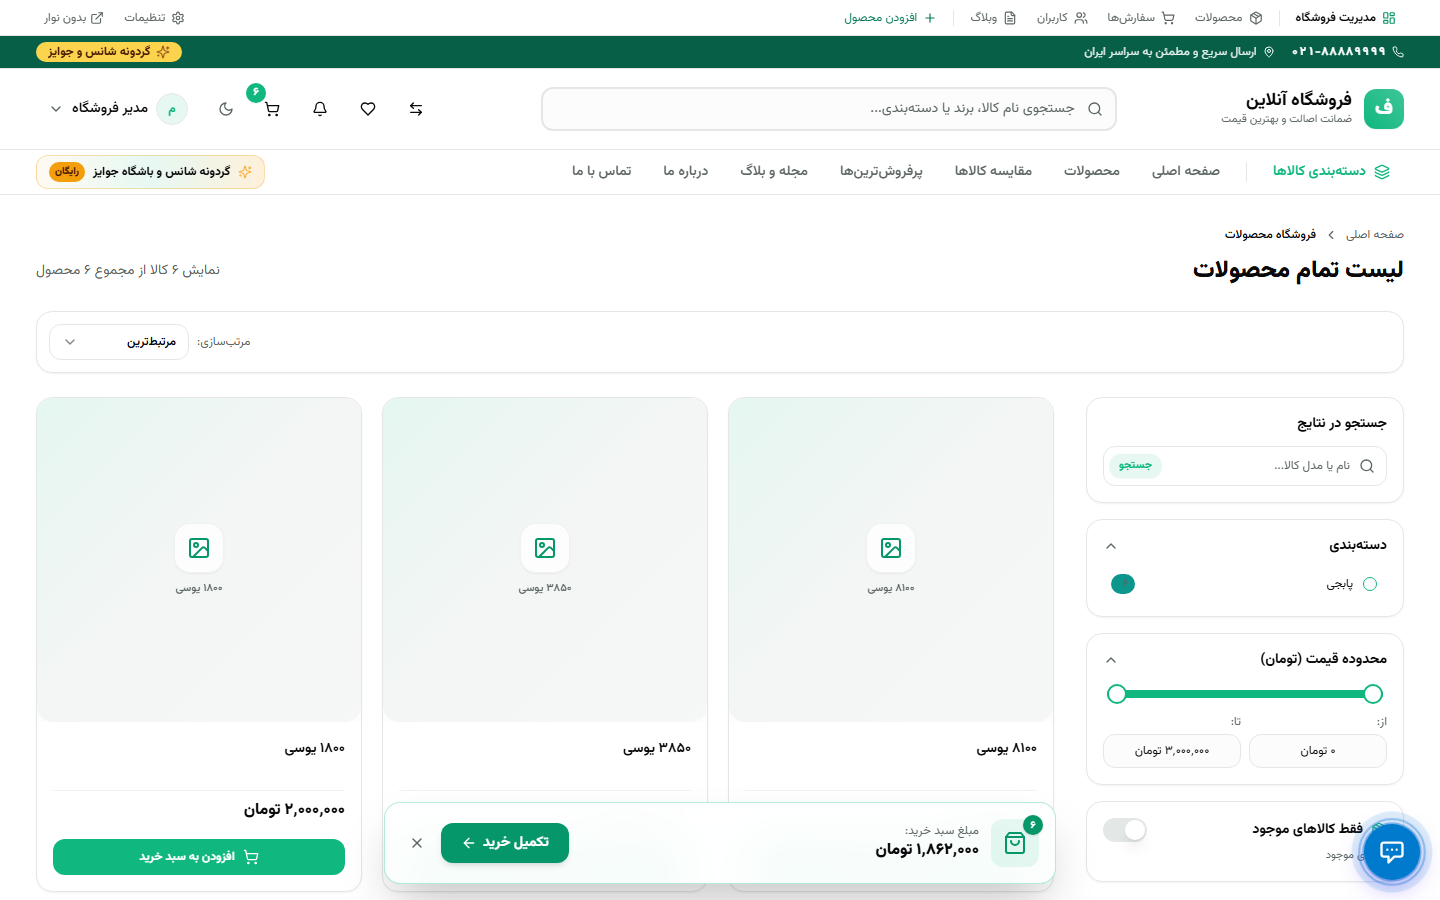 مدیریت فروشگاه
محصولات
سفارش‌ها
کاربران
وبلاگ
افزودن محصول
تنظیمات
بدون نوار
۰۲۱-۸۸۸۸۹۹۹۹
ارسال سریع و مطمئن به سراسر ایران
گردونه شانس و جوایز
ف
فروشگاه آنلاین
ضمانت اصالت و بهترین قیمت
جستجوی نام کالا، برند یا دسته‌بندی...
۶
م
مدیر فروشگاه
دسته‌بندی کالاها
صفحه اصلی
محصولات
مقایسه کالاها
پرفروش‌ترین‌ها
مجله و بلاگ
درباره ما
تماس با ما
گردونه شانس و باشگاه جوایز
رایگان
صفحه اصلی
فروشگاه محصولات
لیست تمام محصولات
نمایش ۶ کالا از مجموع ۶ محصول
مرتب‌سازی:
مرتبط‌ترین
جستجو در نتایج
نام یا مدل کالا...
جستجو
دسته‌بندی
پابجی
محدوده قیمت (تومان)
از:
تا:
۰ تومان
۳,۰۰۰,۰۰۰ تومان
فقط کالاهای موجود
موجود
۸۱۰۰ یوسی
۸۱۰۰ یوسی
۳۸۵۰ یوسی
۳۸۵۰ یوسی
۱۸۰۰ یوسی
۱۸۰۰ یوسی
۲,۰۰۰,۰۰۰ تومان
افزودن به سبد خرید
۶
مبلغ سبد خرید:
۱,۸۶۲,۰۰۰ تومان
تکمیل خرید